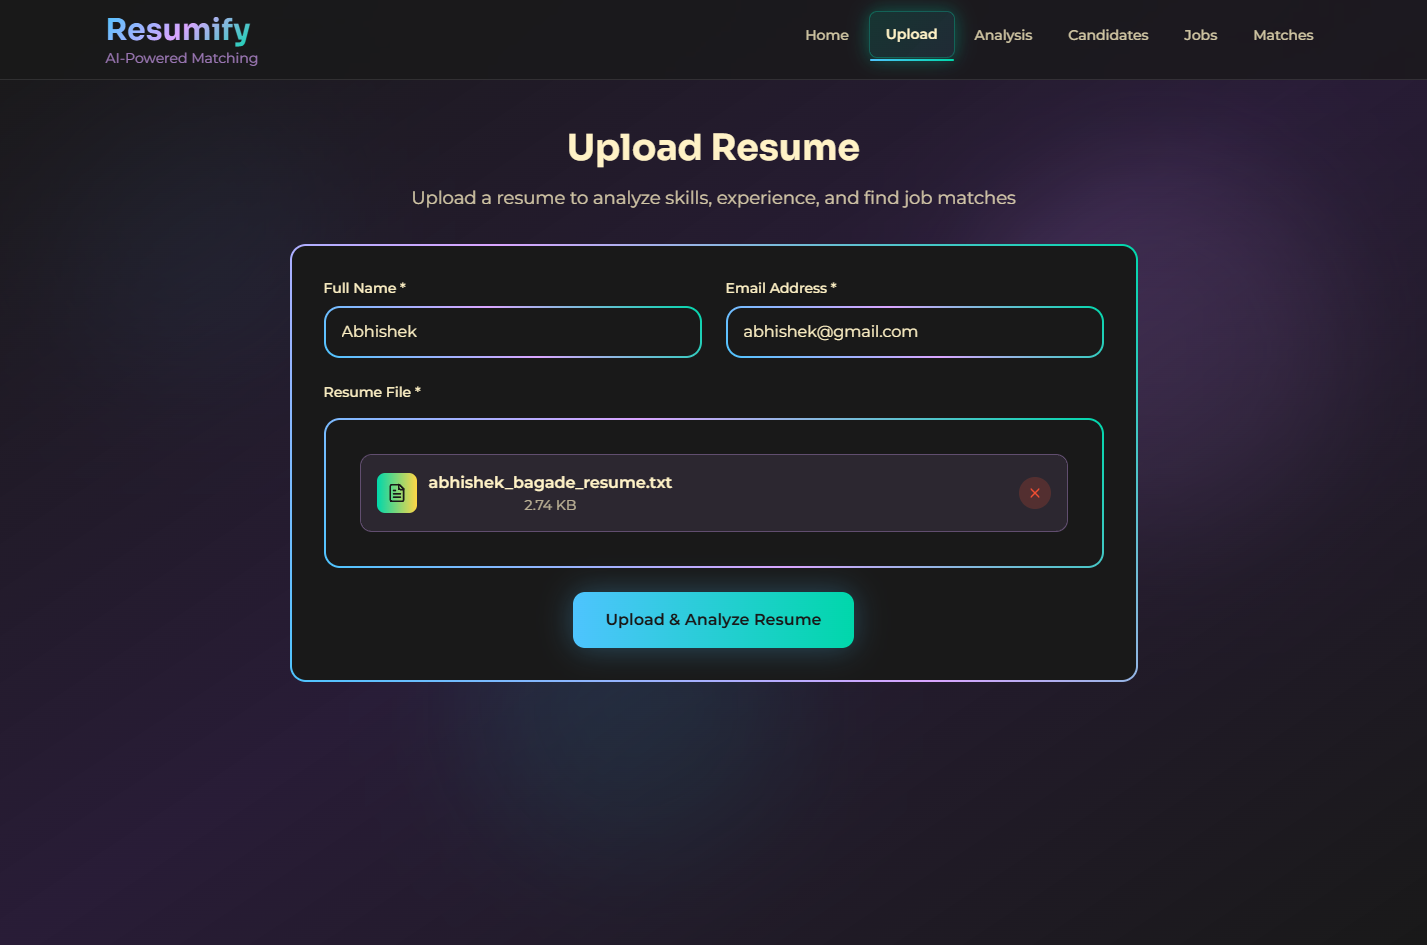 Resumify
AI-Powered Matching
Home Upload Analysis Candidates Jobs Matches
Upload Resume
Upload a resume to analyze skills, experience, and find job matches
Full Name * Email Address *
Abhishek abhishek@gmail.com
Resume File *
abhishek_bagade_resume.txt
2.74 KB
Upload & Analyze Resume